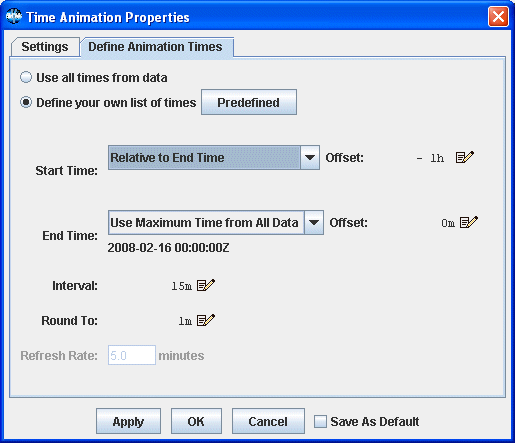 Time Animation Properties
Settings
Define Animation Times
Use all times from data
Define your own list of times Predefined
Start Time: Relative to End Time Offset: - 1h
End Time: Use Maximum Time from All Data Offset: 0m
2008-02-16 00:00:00Z
Interval: 15m
Round To: 1m
Refresh Rate: 5.0 minutes
Apply OK Cancel Save As Default